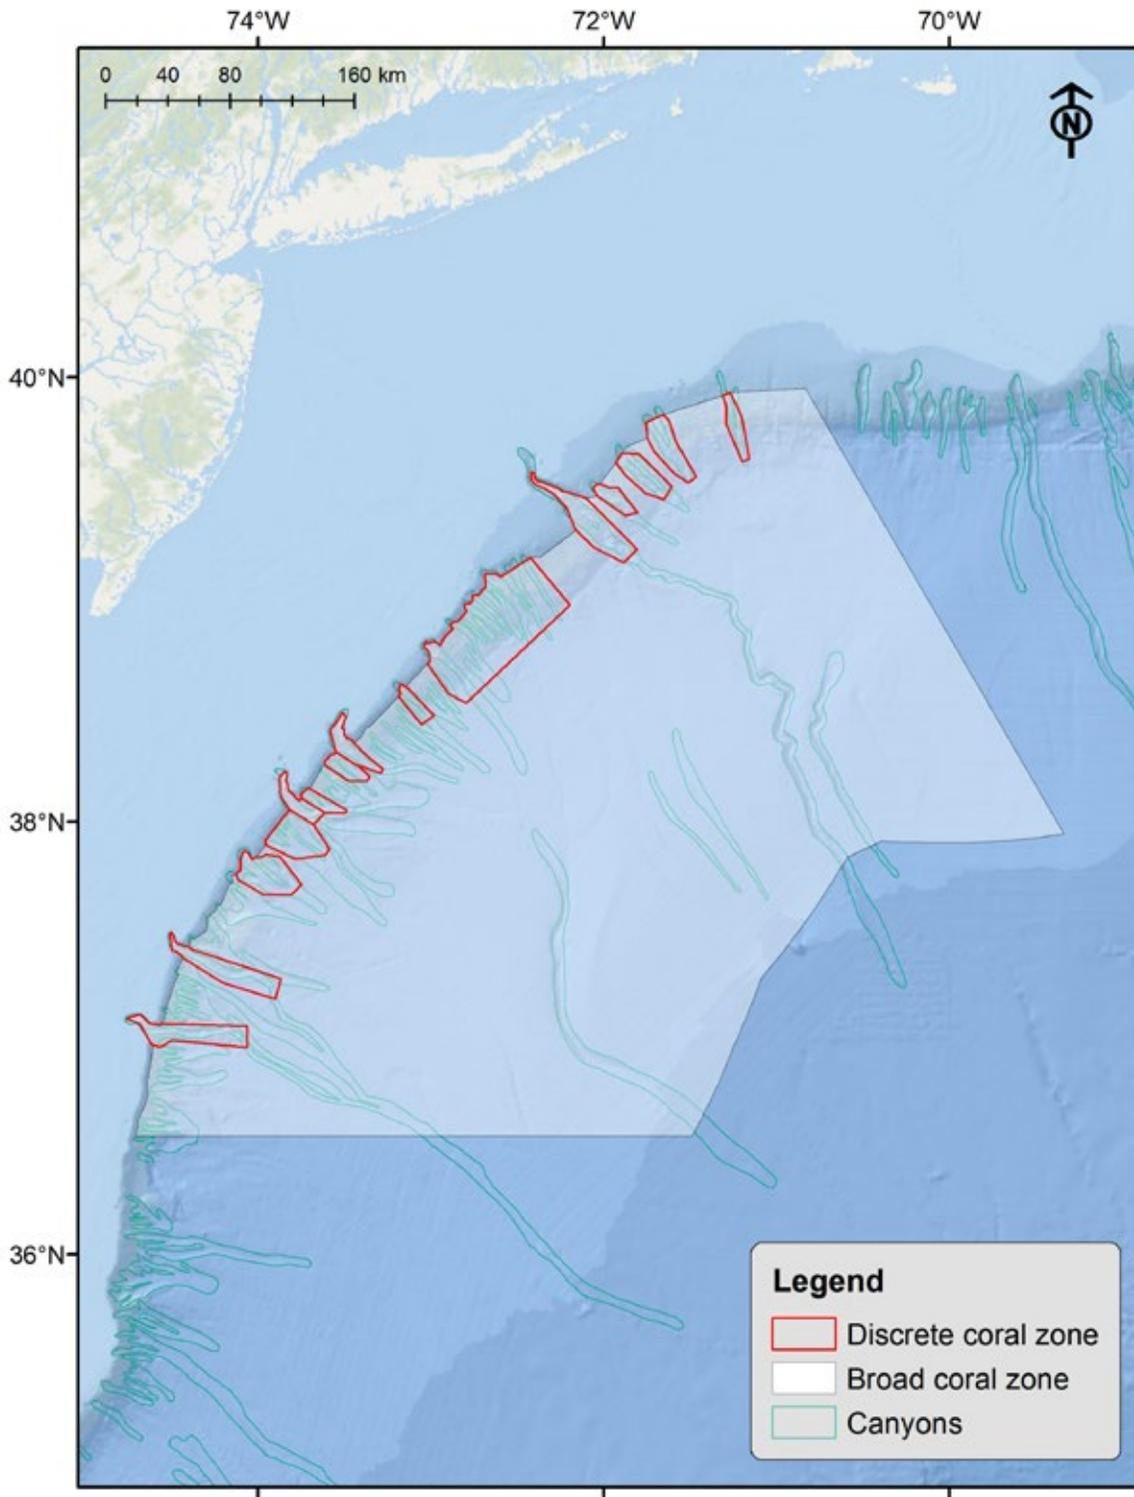 74°W 72°W 70°W
0 40 80 160 km
N
40°N
38°N
36°N
Legend
Discrete coral zone
Broad coral zone
Canyons